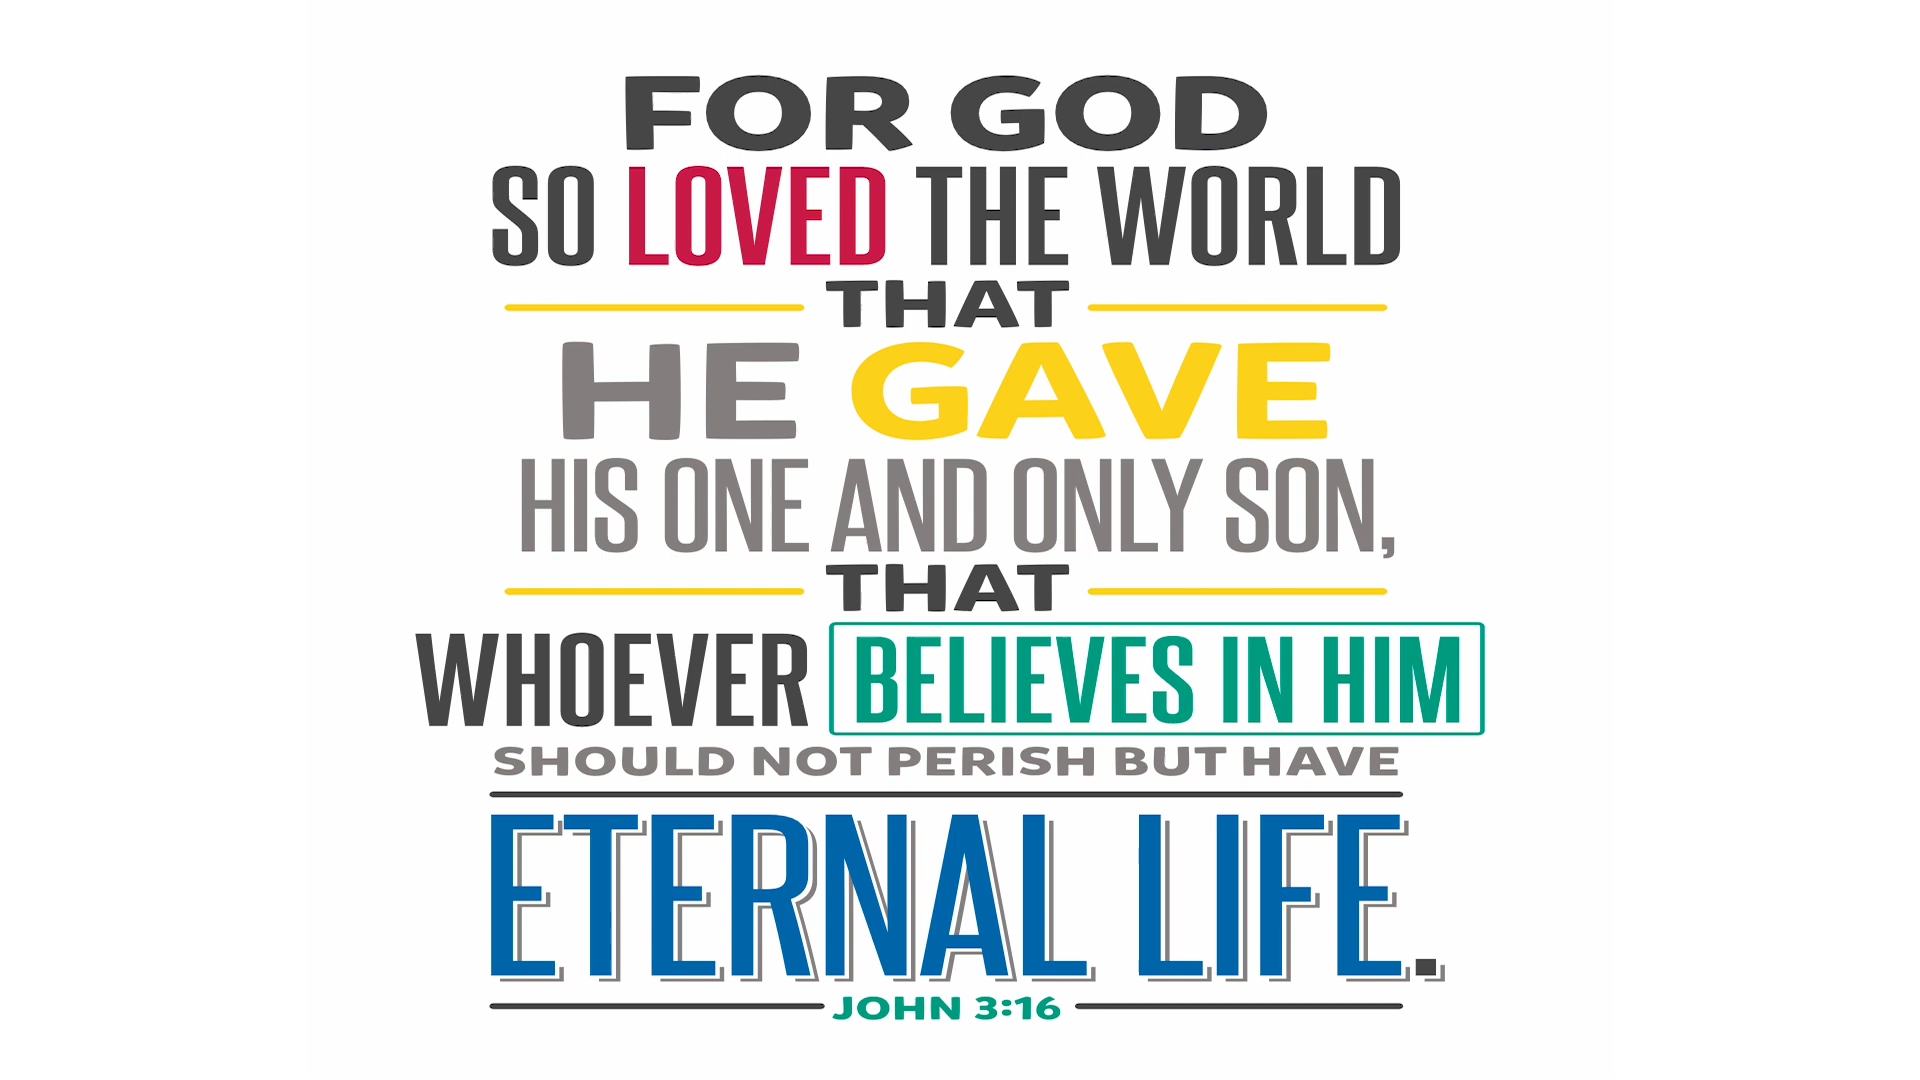 FOR GOD
SO LOVED THE WORLD
THAT
HE GAVE
HIS ONE AND ONLY SON,
THAT
WHOEVER BELIEVES IN HIM
SHOULD NOT PERISH BUT HAVE
ETERNAL LIFE.
JOHN 3:16